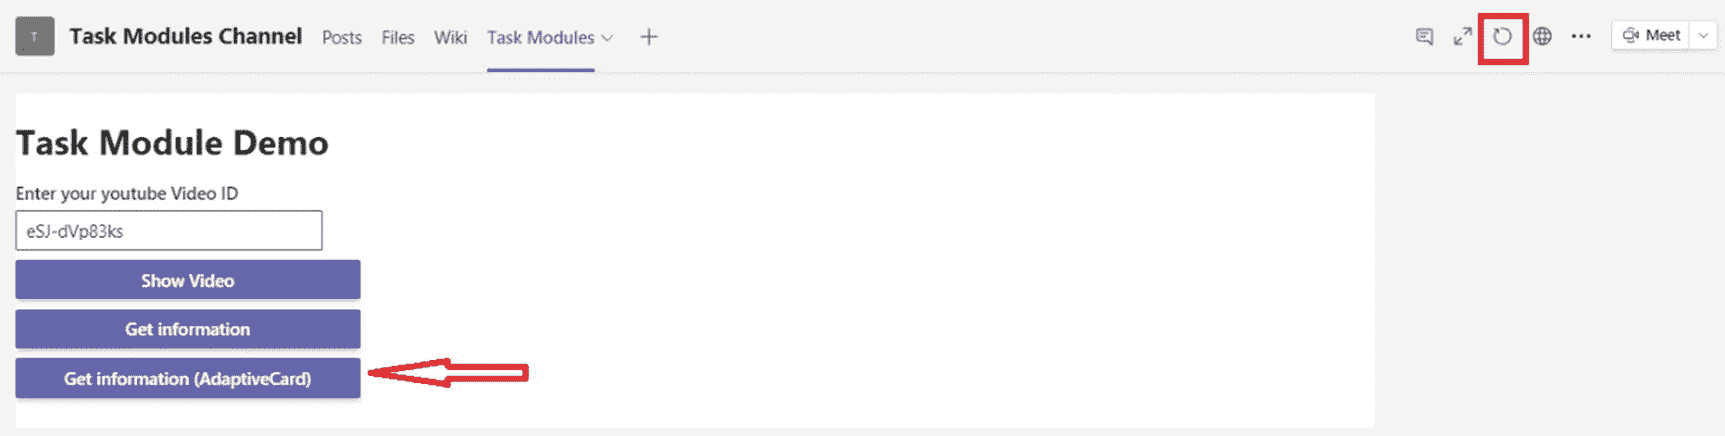 T Task Modules Channel Posts Files Wiki Task Modules Meet
Task Module Demo
Enter your youtube Video ID
eSJ-dVp83ks
Show Video
Get information
Get information (AdaptiveCard)